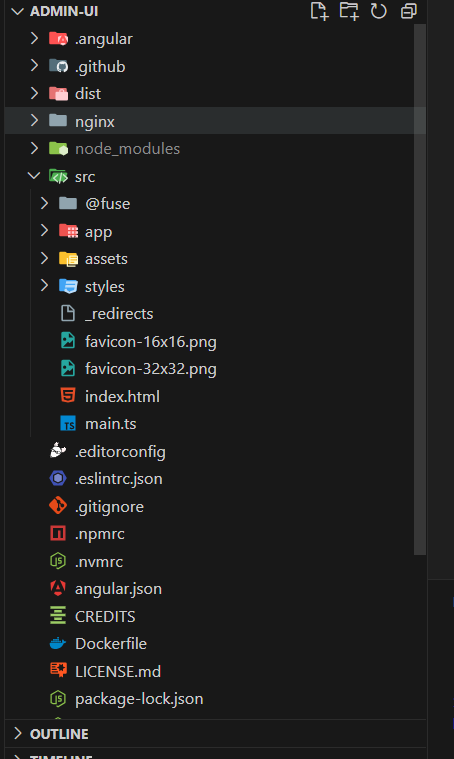 ADMIN-UI
.angular
.github
dist
nginx
node_modules
src
@fuse
app
assets
styles
_redirects
favicon-16x16.png
favicon-32x32.png
index.html
main.ts
.editorconfig
.eslintrc.json
.gitignore
.npmrc
.nvmrc
angular.json
CREDITS
Dockerfile
LICENSE.md
package-lock.json
OUTLINE
TIMELINE